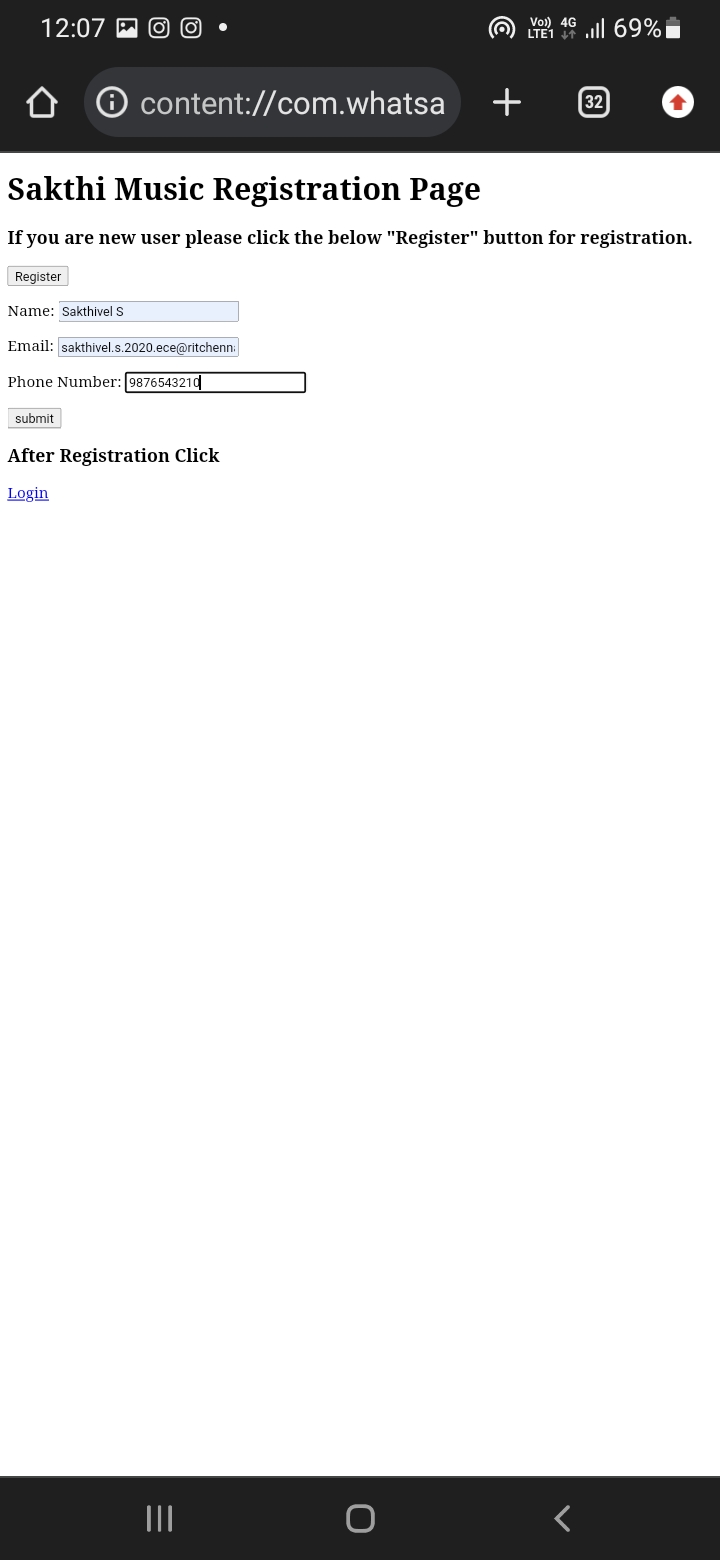 12:07 Vo)) LTE1 4G 69%
content://com.whatsa 32
Sakthi Music Registration Page
If you are new user please click the below "Register" button for registration.
Register
Name: Sakthivel S
Email: sakthivel.s.2020.ece@ritchenn
Phone Number: 9876543210
submit
After Registration Click
Login